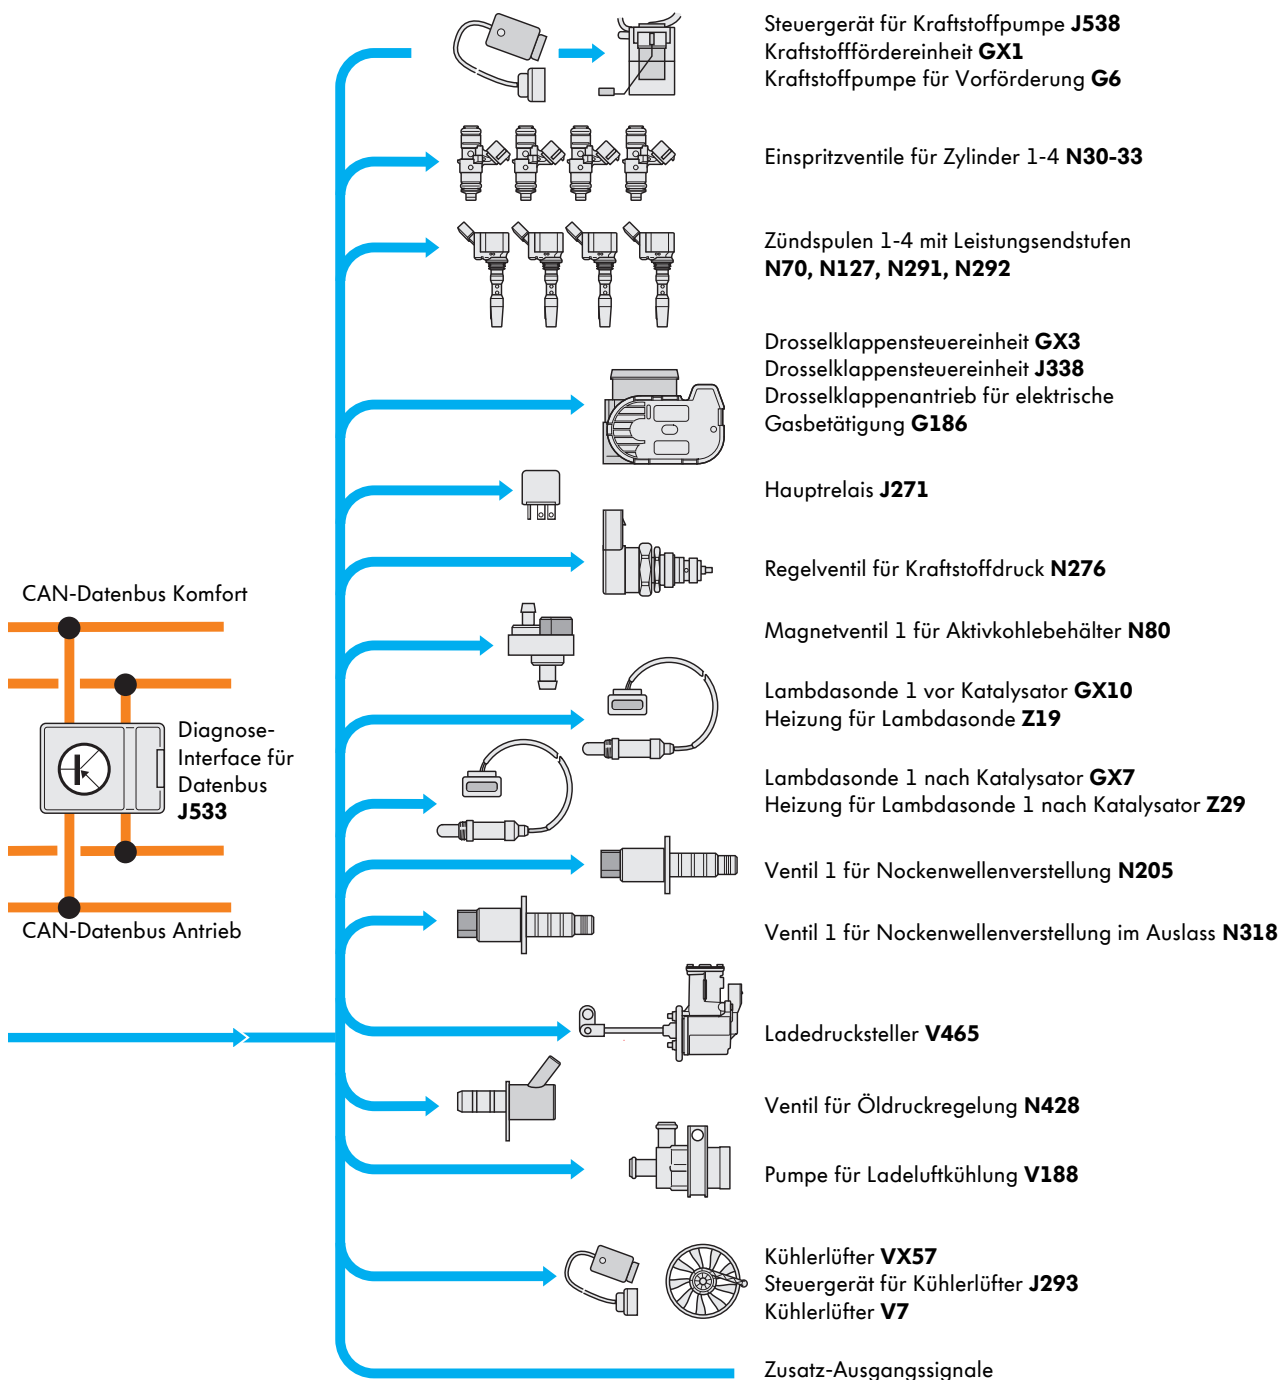 Steuergerät für Kraftstoffpumpe J538
Kraftstofffördereinheit GX1
Kraftstoffpumpe für Vorförderung G6
Einspritzventile für Zylinder 1-4 N30-33
Zündspulen 1-4 mit Leistungsendstufen
N70, N127, N291, N292
Drosselklappensteuereinheit GX3
Drosselklappensteuereinheit J338
Drosselklappenantrieb für elektrische
Gasbetätigung G186
Hauptrelais J271
Regelventil für Kraftstoffdruck N276
CAN-Datenbus Komfort
Magnetventil 1 für Aktivkohlebehälter N80
Lambdasonde 1 vor Katalysator GX10
Heizung für Lambdasonde Z19
Diagnose-
Interface für
Datenbus
J533
Lambdasonde 1 nach Katalysator GX7
Heizung für Lambdasonde 1 nach Katalysator Z29
Ventil 1 für Nockenwellenverstellung N205
CAN-Datenbus Antrieb
Ventil 1 für Nockenwellenverstellung im Auslass N318
Ladedrucksteller V465
Ventil für Öldruckregelung N428
Pumpe für Ladeluftkühlung V188
Kühlerlüfter VX57
Steuergerät für Kühlerlüfter J293
Kühlerlüfter V7
Zusatz-Ausgangssignale